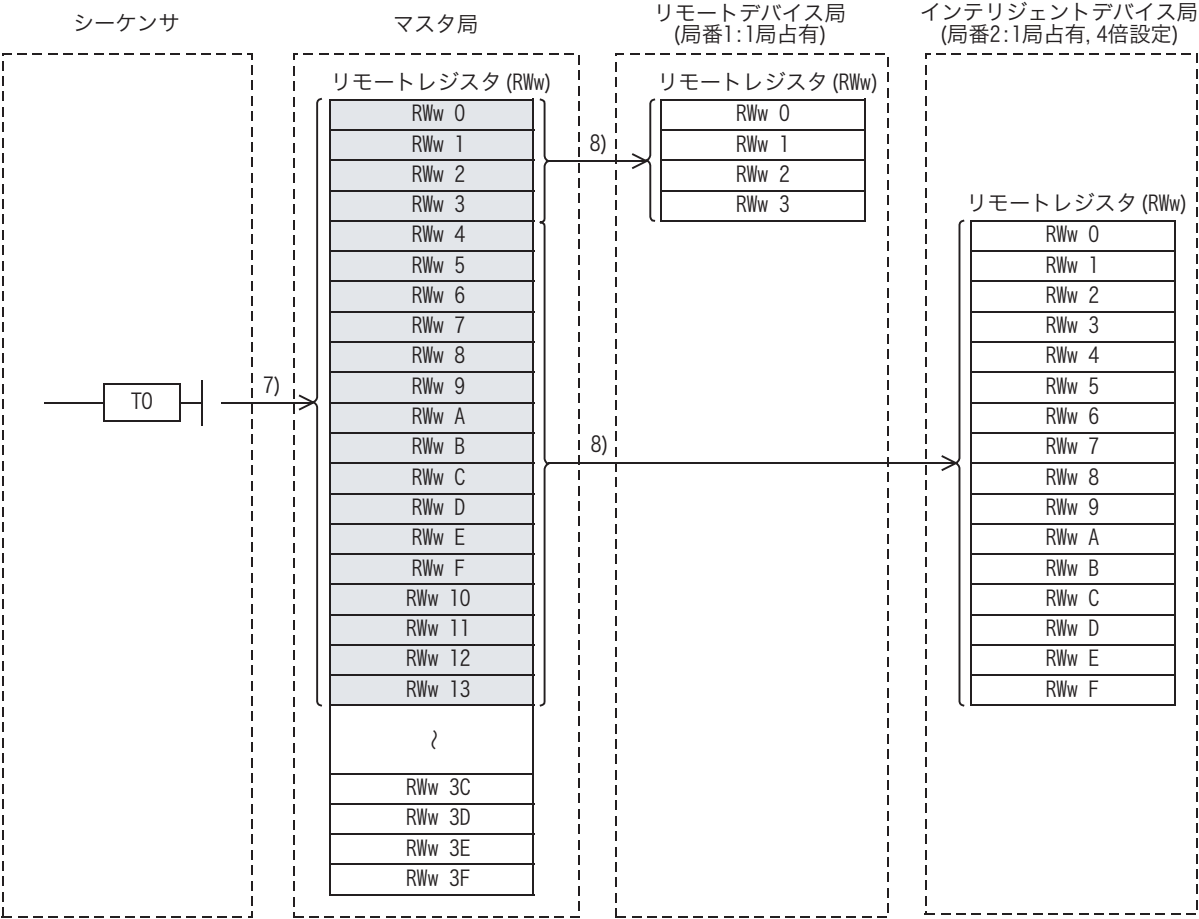 シーケンサ
マスタ局
リモートデバイス局
(局番1:1局占有)
インテリジェントデバイス局
(局番2:1局占有, 4倍設定)
リモートレジスタ(RWw)
RWw 0
RWw 1
RWw 2
RWw 3
RWw 4
RWw 5
RWw 6
RWw 7
RWw 8
RWw 9
RWw A
RWw B
RWw C
RWw D
RWw E
RWw F
RWw 10
RWw 11
RWw 12
RWw 13
~
RWw 3C
RWw 3D
RWw 3E
RWw 3F
TO
7)
8)
8)
リモートレジスタ(RWw)
RWw 0
RWw 1
RWw 2
RWw 3
リモートレジスタ(RWw)
RWw 0
RWw 1
RWw 2
RWw 3
RWw 4
RWw 5
RWw 6
RWw 7
RWw 8
RWw 9
RWw A
RWw B
RWw C
RWw D
RWw E
RWw F